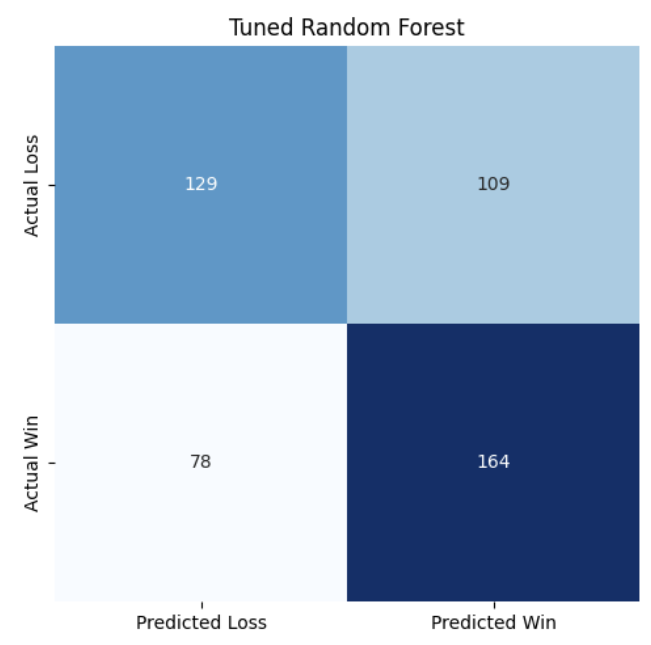 Tuned Random Forest
Actual Loss
129
109
Actual Win
78
164
Predicted Loss
Predicted Win